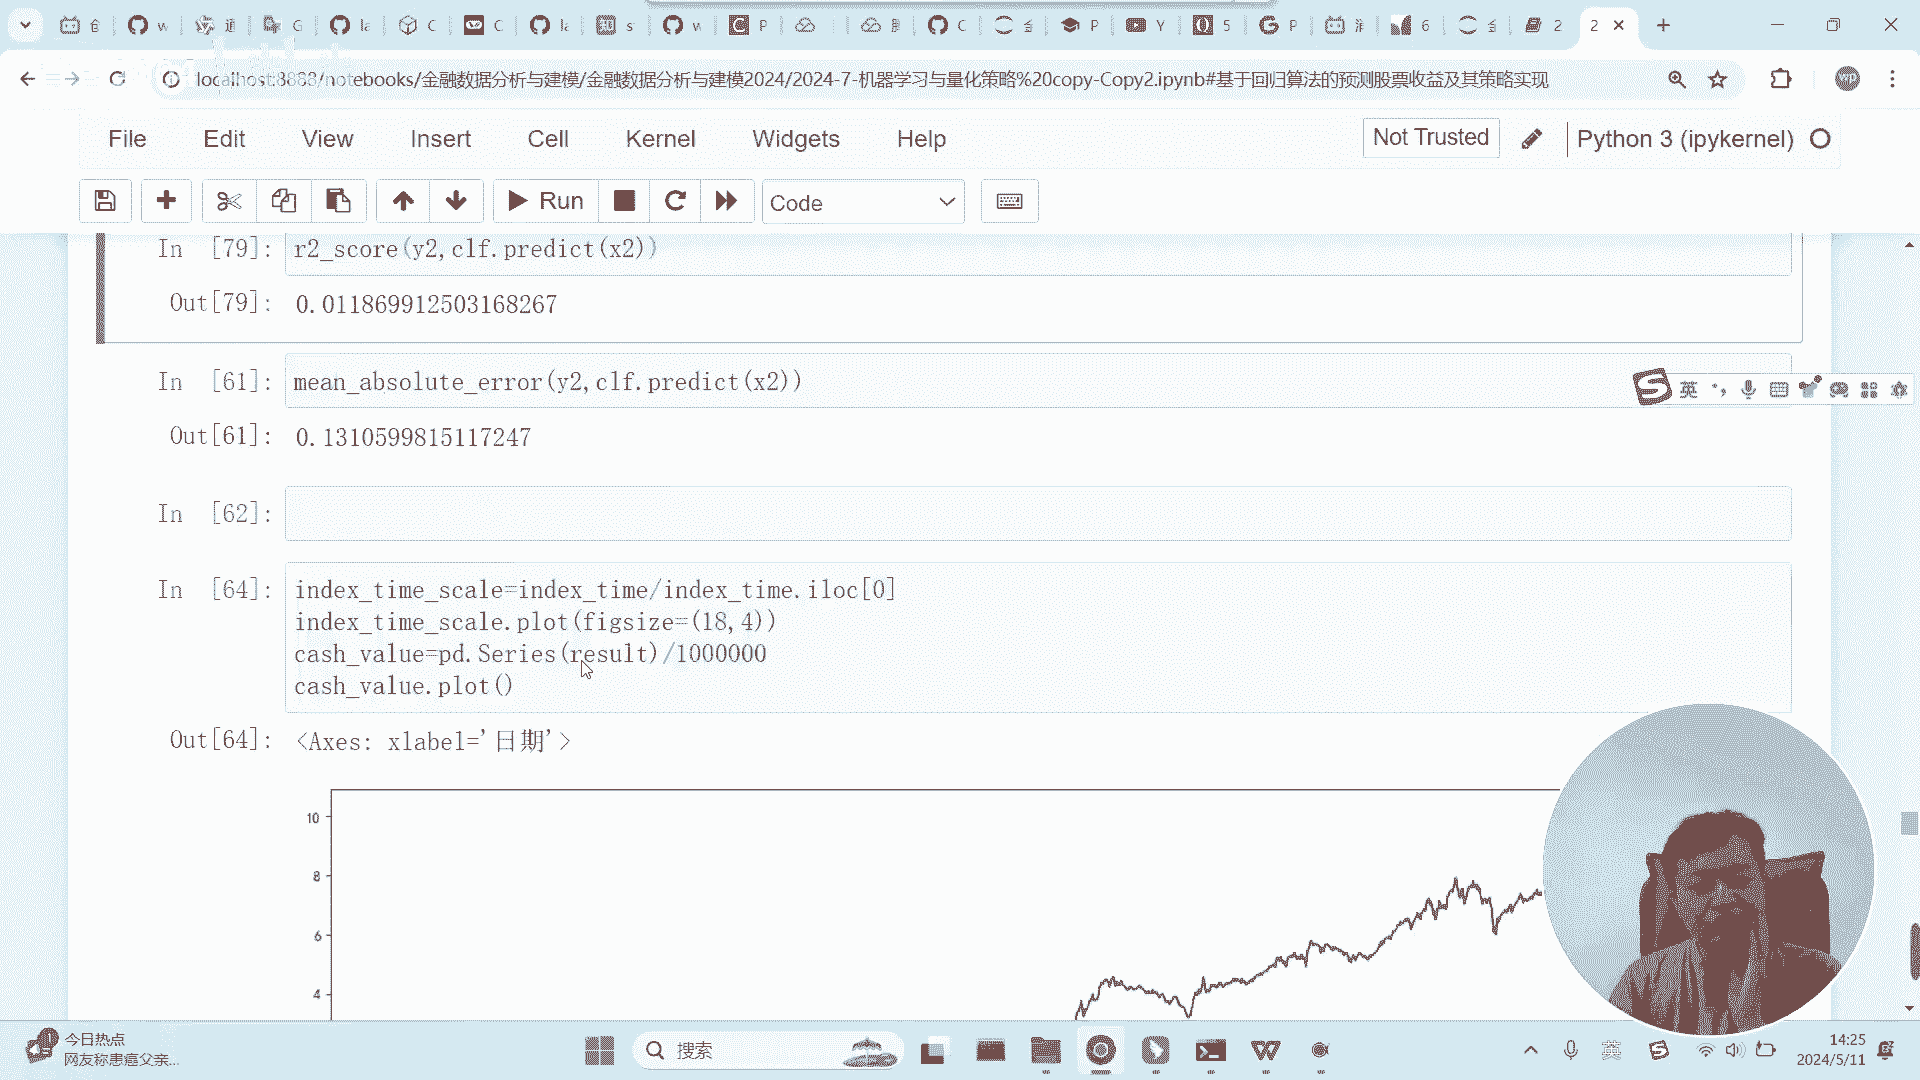 localhost:8888/notebooks/金融数据分析与建模/金融数据分析与建模2024/2024-7-机器学习与量化策略%20copy-Copy2.ipynb#基于回归算法的预测股票收益及其策略实现
File Edit View Insert Cell Kernel Widgets Help Not Trusted Python 3 (ipykernel)
Run Code
In [79]: r2_score(y2,clf.predict(x2))
Out[79]: 0.011869912503168267
In [61]: mean_absolute_error(y2,clf.predict(x2))
英
Out[61]: 0.1310599815117247
In [62]:
In [64]: index_time_scale=index_time/index_time.iloc[0]
index_time_scale.plot(figsize=(18,4))
cash_value=pd.Series(result)/1000000
cash_value.plot()
Out[64]: <Axes: xlabel='日期'>
10
8
6
4
今日热点
网友称患癌父亲...
搜索
英
14:25
2024/5/11